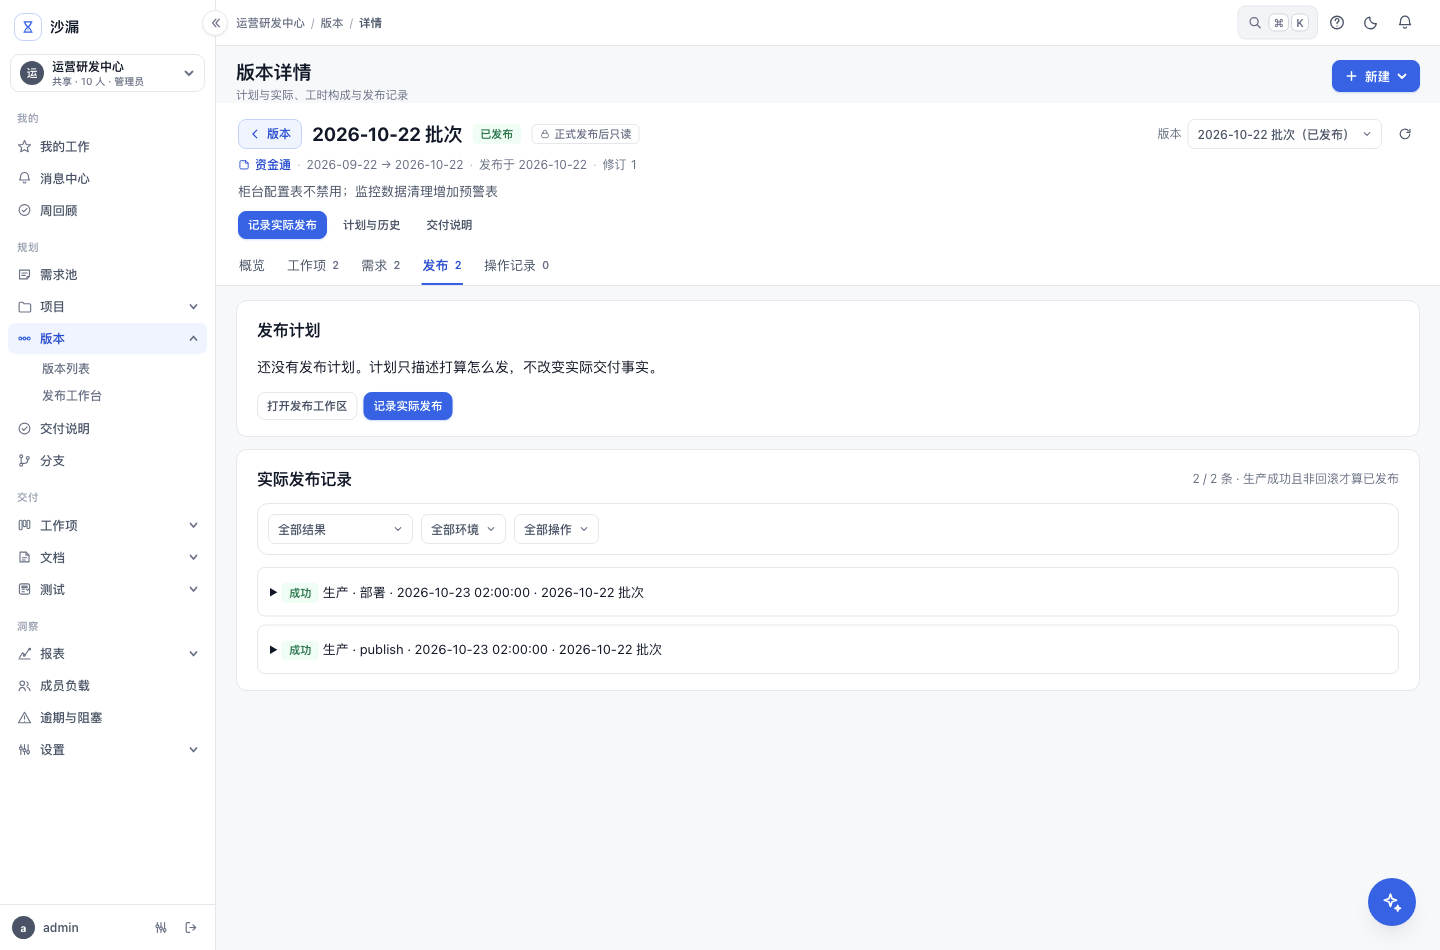 沙漏
运营研发中心 / 版本 / 详情
⌘ K
运 运营研发中心
共享 · 10 人 · 管理员
我的
我的工作
消息中心
周回顾
规划
需求池
项目
版本
版本列表
发布工作台
交付说明
分支
交付
工作项
文档
测试
洞察
报表
成员负载
逾期与阻塞
设置
a admin
版本详情
计划与实际、工时构成与发布记录
新建
版本 2026-10-22 批次 已发布 正式发布后只读
版本 2026-10-22 批次（已发布）
资金通 · 2026-09-22 → 2026-10-22 · 发布于 2026-10-22 · 修订 1
柜台配置表不禁用；监控数据清理增加预警表
记录实际发布 计划与历史 交付说明
概览 工作项 2 需求 2 发布 2 操作记录 0
发布计划
还没有发布计划。计划只描述打算怎么发，不改变实际交付事实。
打开发布工作区 记录实际发布
实际发布记录
2 / 2 条 · 生产成功且非回滚才算已发布
全部结果 全部环境 全部操作
成功 生产 · 部署 · 2026-10-23 02:00:00 · 2026-10-22 批次
成功 生产 · publish · 2026-10-23 02:00:00 · 2026-10-22 批次